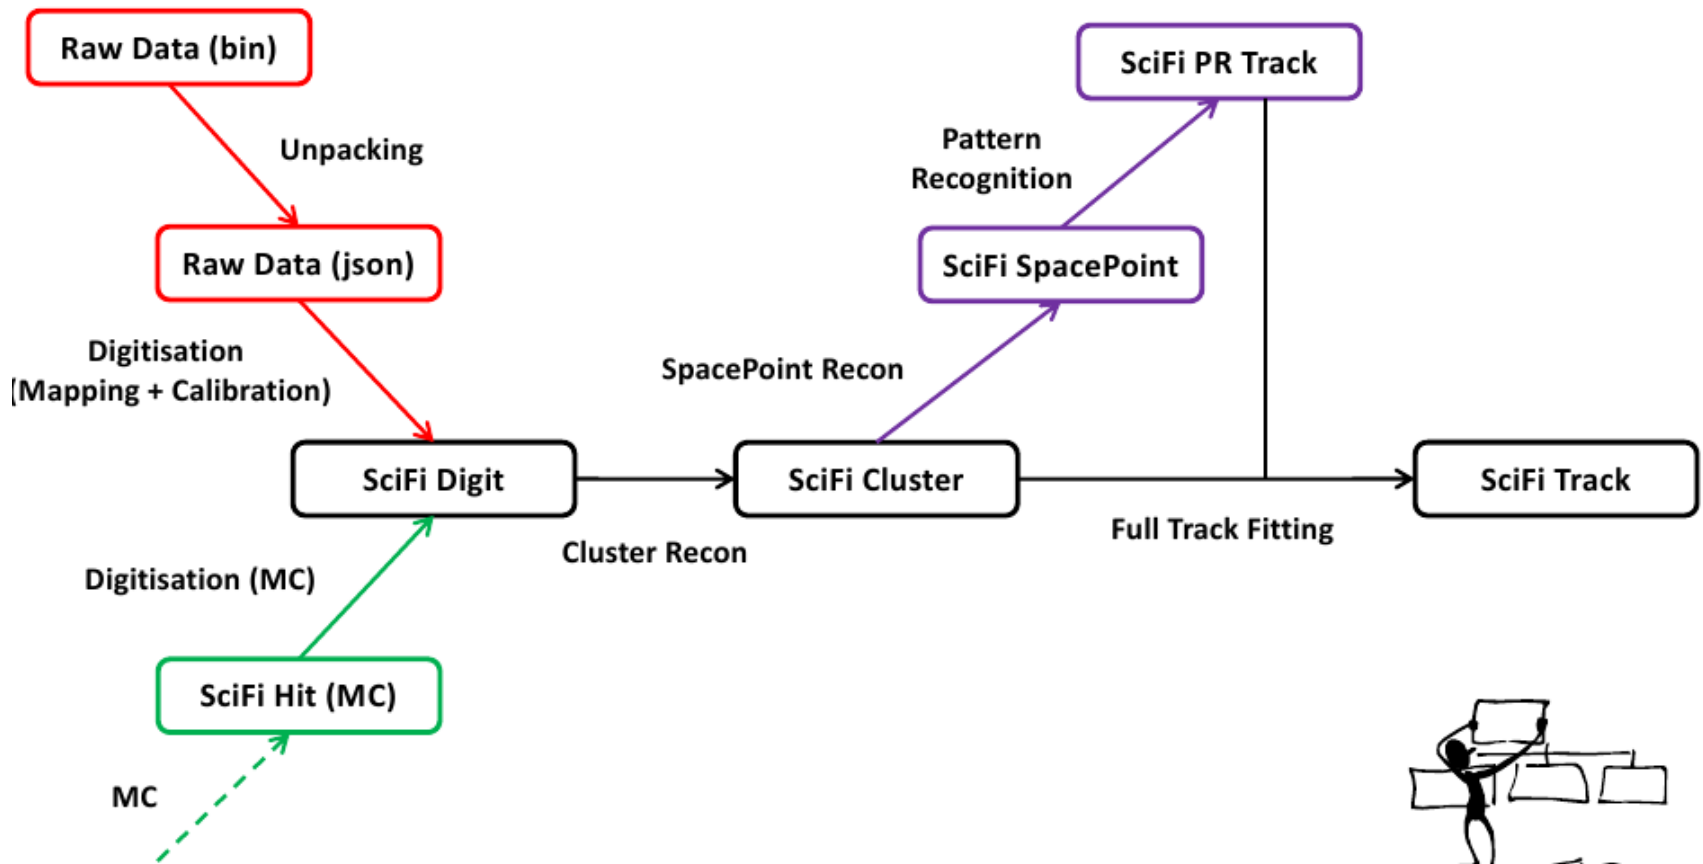 Raw Data (bin)
SciFi PR Track
Unpacking
Pattern
Recognition
Raw Data (json)
SciFi SpacePoint
Digitisation
(Mapping + Calibration)
SpacePoint Recon
SciFi Digit
SciFi Cluster
SciFi Track
Cluster Recon
Full Track Fitting
Digitisation (MC)
SciFi Hit (MC)
MC